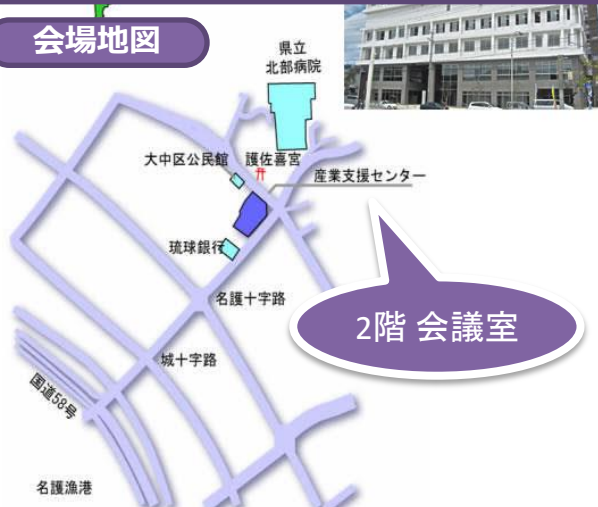 会場地図
県立
北部病院
大中区公民館
護佐喜宮
産業支援センター
琉球銀行
名護十字路
2階 会議室
城十字路
国道58号
名護漁港